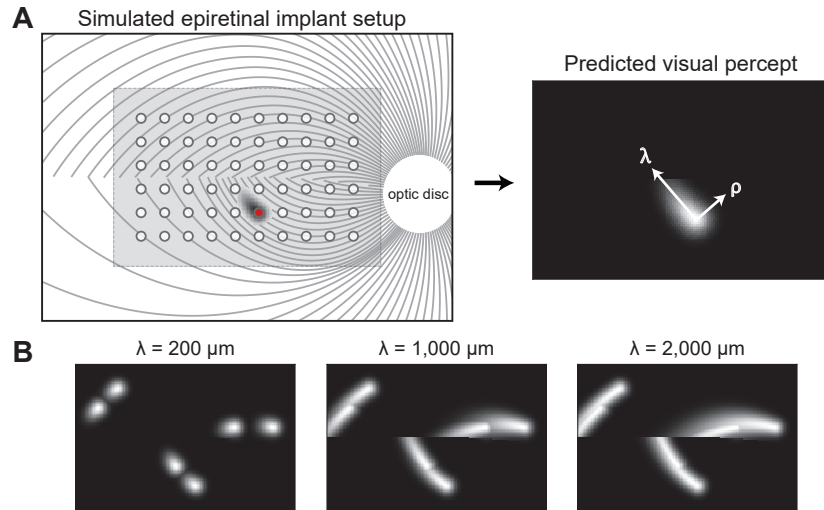 A
Simulated epiretinal implant setup
optic disc
Predicted visual percept
λ
ρ
B
λ = 200 μm
λ = 1,000 μm
λ = 2,000 μm